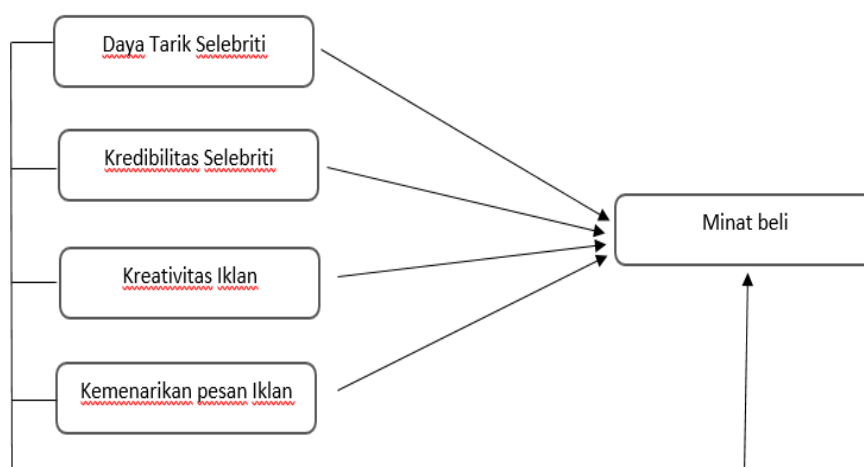 Daya Tarik Selebriti
Kredibilitas Selebriti
Minat beli
Kreativitas Iklan
Kemenarikan pesan Iklan